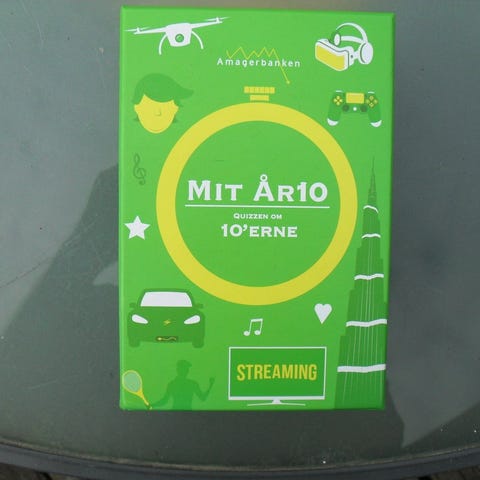 Amagerbanken
MIT ÅR10
QUIZZEN OM
10'ERNE
STREAMING